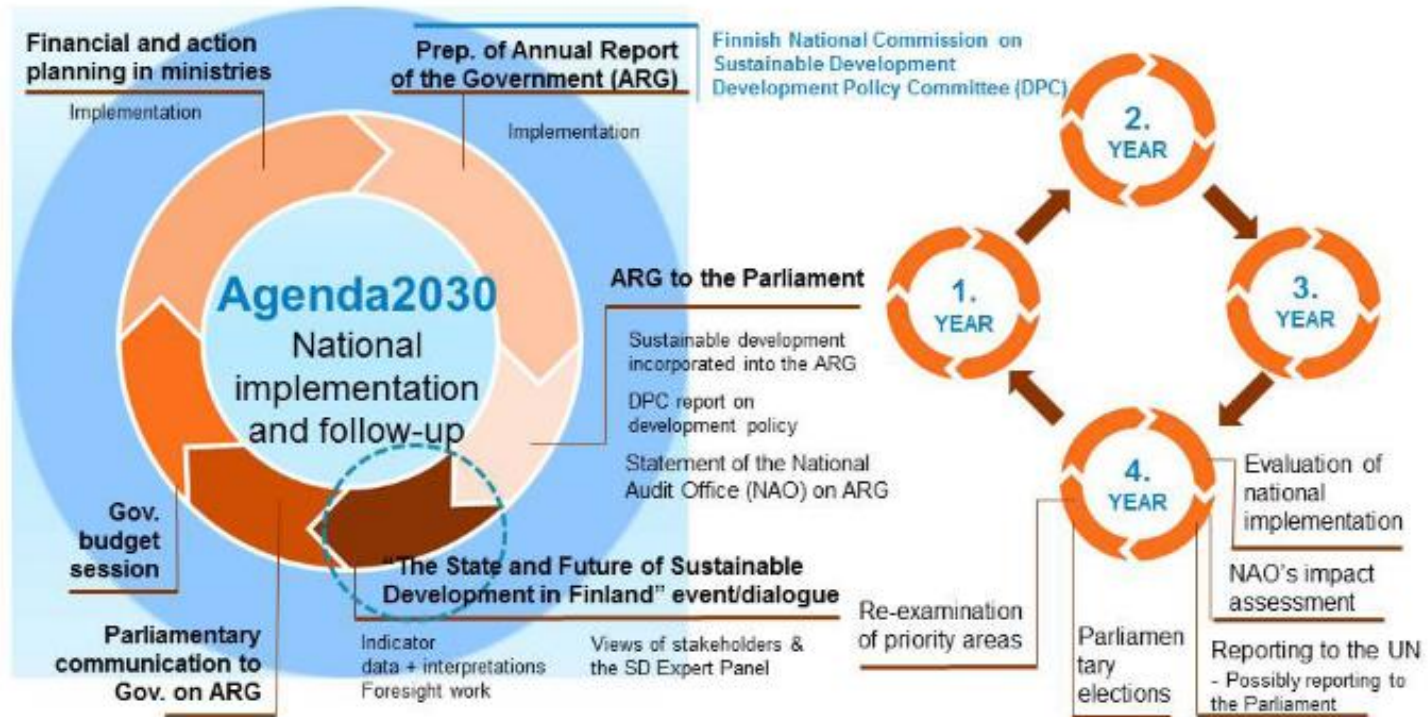 Financial and action
planning in ministries
Implementation
Prep. of Annual Report
of the Government (ARG)
Implementation
Finnish National Commission on
Sustainable Development
Development Policy Committee (DPC)
Agenda2030
National
implementation
and follow-up
ARG to the Parliament
Sustainable development
incorporated into the ARG
DPC report on
development policy
Statement of the National
Audit Office (NAO) on ARG
"The State and Future of Sustainable
Development in Finland" event/dialogue
Indicator
data + interpretations
Foresight work
Views of stakeholders &
the SD Expert Panel
Gov.
budget
session
Parliamentary
communication to
Gov. on ARG
1.
YEAR
2.
YEAR
3.
YEAR
4.
YEAR
Evaluation of
national
implementation
NAO's impact
assessment
Reporting to the UN
- Possibly reporting to
the Parliament
Parliamen
tary
elections
Re-examination
of priority areas